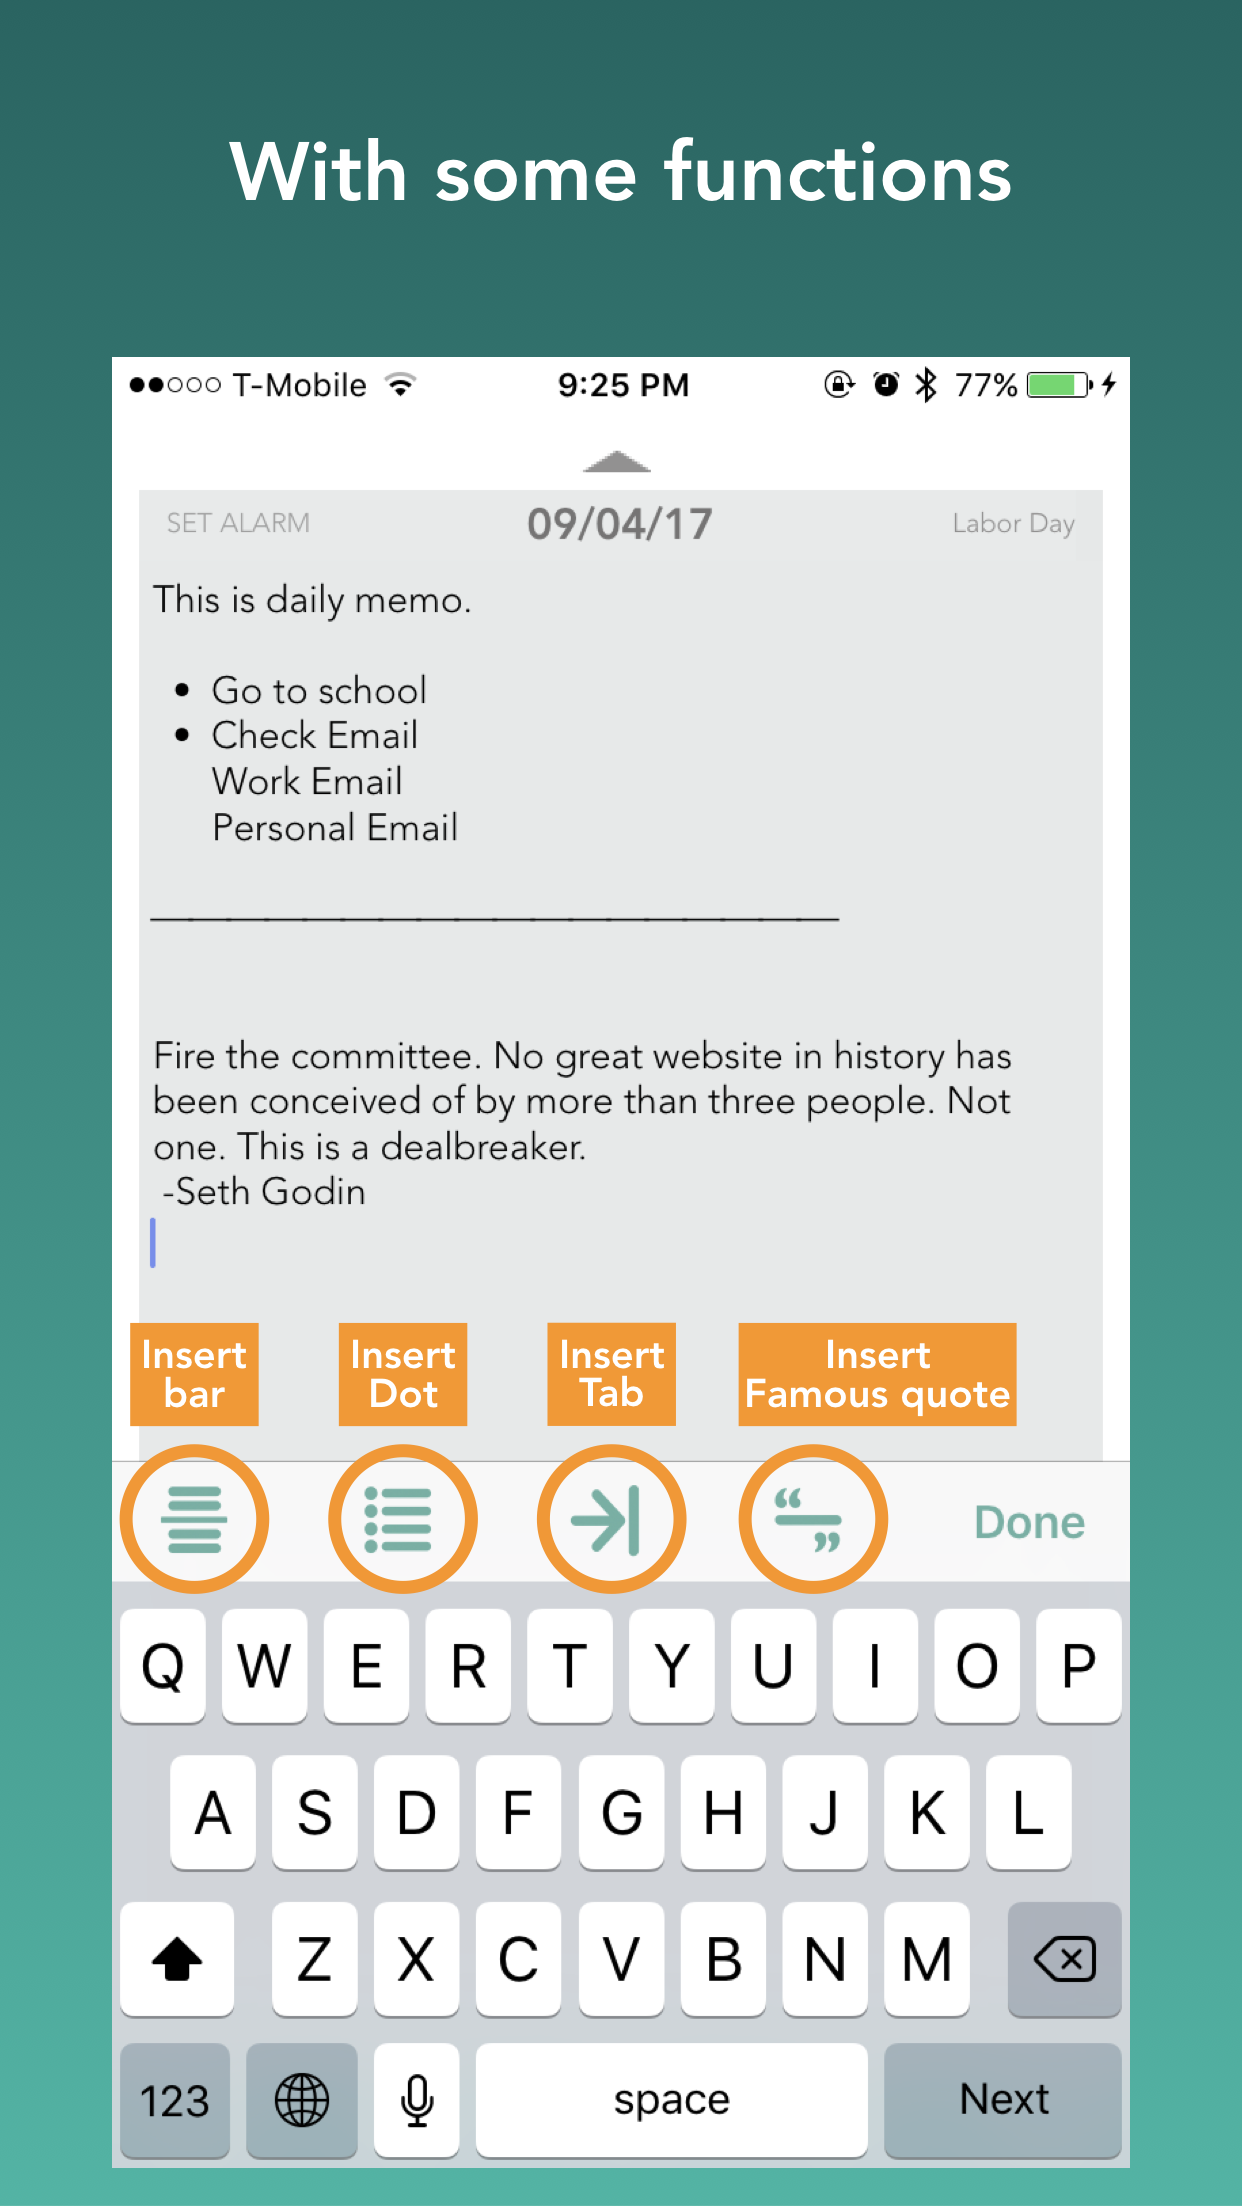 With some functions
T-Mobile 9:25 PM 77%
SET ALARM 09/04/17 Labor Day
This is daily memo.
• Go to school
• Check Email
Work Email
Personal Email
Fire the committee. No great website in history has
been conceived of by more than three people. Not
one. This is a dealbreaker.
-Seth Godin
Insert
bar
Insert
Dot
Insert
Tab
Insert
Famous quote
Done
Q W E R T Y U I O P
A S D F G H J K L
Z X C V B N M
123 space Next